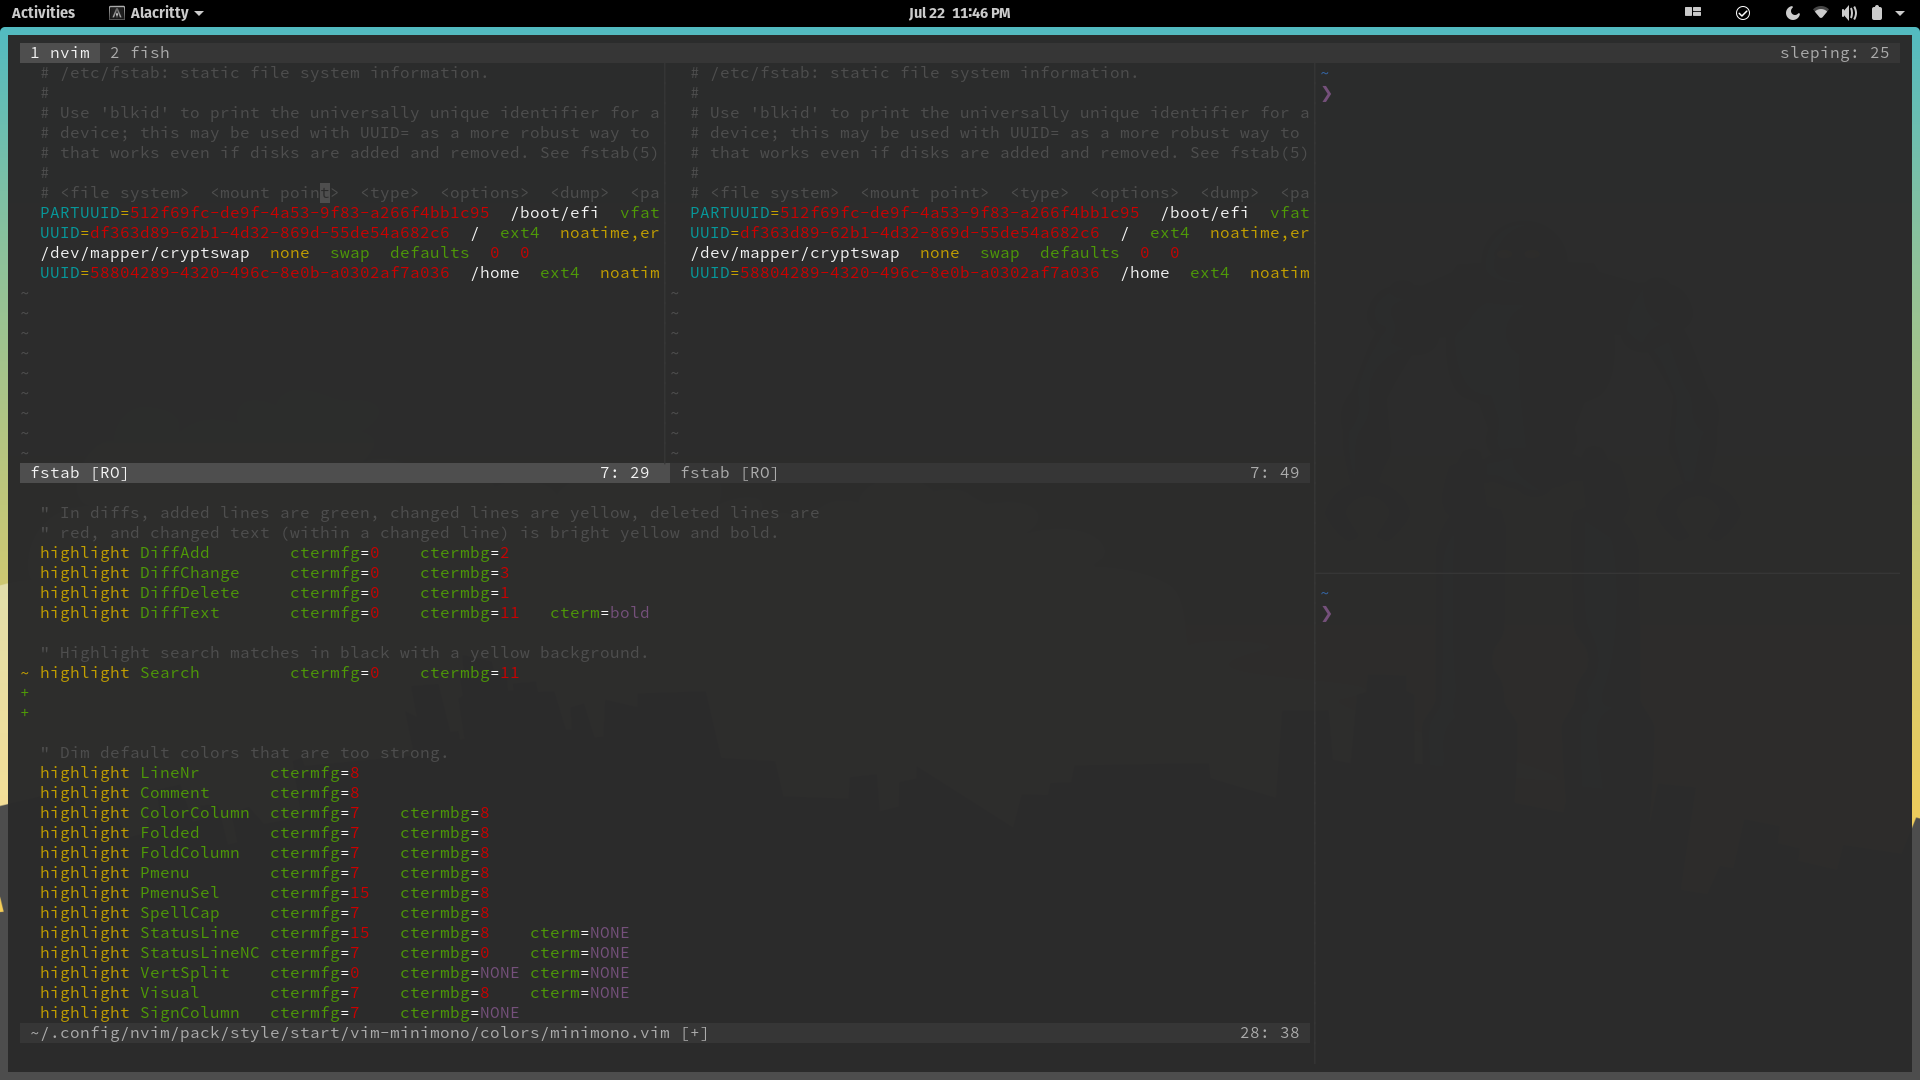 Activities Alacritty Jul 22 11:46 PM
1 nvim 2 fish sleping: 25
# /etc/fstab: static file system information.
#
# Use 'blkid' to print the universally unique identifier for a
# device; this may be used with UUID= as a more robust way to
# that works even if disks are added and removed. See fstab(5)
#
# <file system> <mount point> <type> <options> <dump> <pa
PARTUUID=512f69fc-de9f-4a53-9f83-a266f4bb1c95 /boot/efi vfat
UUID=df363d89-62b1-4d32-869d-55de54a682c6 / ext4 noatime,er
/dev/mapper/cryptswap none swap defaults 0 0
UUID=58804289-4320-496c-8e0b-a0302af7a036 /home ext4 noatim
~
~
~
~
~
~
~
~
~
fstab [RO] 7: 29
# /etc/fstab: static file system information.
#
# Use 'blkid' to print the universally unique identifier for a
# device; this may be used with UUID= as a more robust way to
# that works even if disks are added and removed. See fstab(5)
#
# <file system> <mount point> <type> <options> <dump> <pa
PARTUUID=512f69fc-de9f-4a53-9f83-a266f4bb1c95 /boot/efi vfat
UUID=df363d89-62b1-4d32-869d-55de54a682c6 / ext4 noatime,er
/dev/mapper/cryptswap none swap defaults 0 0
UUID=58804289-4320-496c-8e0b-a0302af7a036 /home ext4 noatim
~
~
~
~
~
~
~
~
~
fstab [RO] 7: 49
" In diffs, added lines are green, changed lines are yellow, deleted lines are
" red, and changed text (within a changed line) is bright yellow and bold.
highlight DiffAdd ctermfg=0 ctermbg=2
highlight DiffChange ctermfg=0 ctermbg=3
highlight DiffDelete ctermfg=0 ctermbg=1
highlight DiffText ctermfg=0 ctermbg=11 cterm=bold
" Highlight search matches in black with a yellow background.
~ highlight Search ctermfg=0 ctermbg=11
+
+
" Dim default colors that are too strong.
highlight LineNr ctermfg=8
highlight Comment ctermfg=8
highlight ColorColumn ctermfg=7 ctermbg=8
highlight Folded ctermfg=7 ctermbg=8
highlight FoldColumn ctermfg=7 ctermbg=8
highlight Pmenu ctermfg=7 ctermbg=8
highlight PmenuSel ctermfg=15 ctermbg=8
highlight SpellCap ctermfg=7 ctermbg=8
highlight StatusLine ctermfg=15 ctermbg=8 cterm=NONE
highlight StatusLineNC ctermfg=7 ctermbg=0 cterm=NONE
highlight VertSplit ctermfg=0 ctermbg=NONE cterm=NONE
highlight Visual ctermfg=7 ctermbg=8 cterm=NONE
highlight SignColumn ctermfg=7 ctermbg=NONE
~/.config/nvim/pack/style/start/vim-minimono/colors/minimono.vim [+] 28: 38
~
❯
~
❯